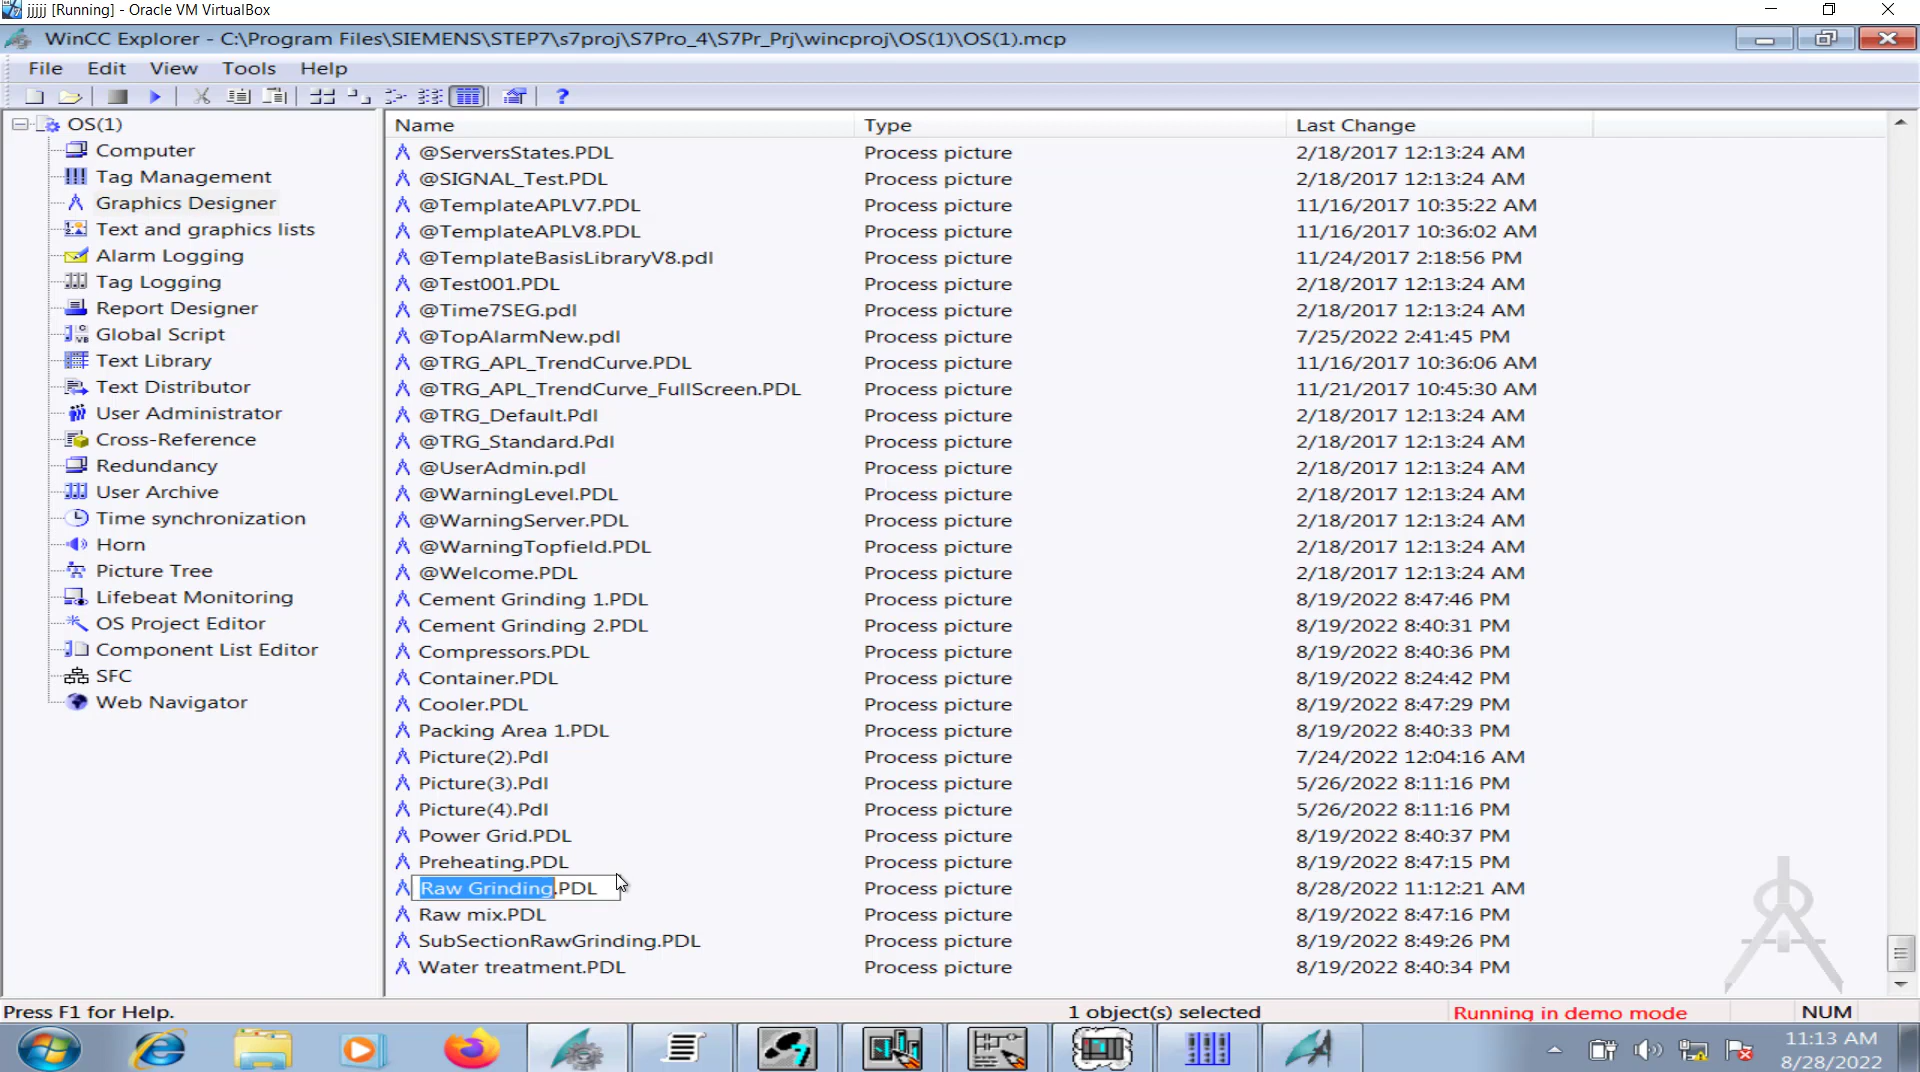 jjjjj [Running] - Oracle VM VirtualBox
WinCC Explorer - C:\Program Files\SIEMENS\STEP7\s7proj\S7Pro_4\S7Pr_Prj\wincproj\OS(1)\OS(1).mcp
File Edit View Tools Help
OS(1)
Computer
Tag Management
Graphics Designer
Text and graphics lists
Alarm Logging
Tag Logging
Report Designer
Global Script
Text Library
Text Distributor
User Administrator
Cross-Reference
Redundancy
User Archive
Time synchronization
Horn
Picture Tree
Lifebeat Monitoring
OS Project Editor
Component List Editor
SFC
Web Navigator
Name Type Last Change
@ServersStates.PDL Process picture 2/18/2017 12:13:24 AM
@SIGNAL_Test.PDL Process picture 2/18/2017 12:13:24 AM
@TemplateAPLV7.PDL Process picture 11/16/2017 10:35:22 AM
@TemplateAPLV8.PDL Process picture 11/16/2017 10:36:02 AM
@TemplateBasisLibraryV8.pdl Process picture 11/24/2017 2:18:56 PM
@Test001.PDL Process picture 2/18/2017 12:13:24 AM
@Time7SEG.pdl Process picture 2/18/2017 12:13:24 AM
@TopAlarmNew.pdl Process picture 7/25/2022 2:41:45 PM
@TRG_APL_TrendCurve.PDL Process picture 11/16/2017 10:36:06 AM
@TRG_APL_TrendCurve_FullScreen.PDL Process picture 11/21/2017 10:45:30 AM
@TRG_Default.Pdl Process picture 2/18/2017 12:13:24 AM
@TRG_Standard.Pdl Process picture 2/18/2017 12:13:24 AM
@UserAdmin.pdl Process picture 2/18/2017 12:13:24 AM
@WarningLevel.PDL Process picture 2/18/2017 12:13:24 AM
@WarningServer.PDL Process picture 2/18/2017 12:13:24 AM
@WarningTopfield.PDL Process picture 2/18/2017 12:13:24 AM
@Welcome.PDL Process picture 2/18/2017 12:13:24 AM
Cement Grinding 1.PDL Process picture 8/19/2022 8:47:46 PM
Cement Grinding 2.PDL Process picture 8/19/2022 8:40:31 PM
Compressors.PDL Process picture 8/19/2022 8:40:36 PM
Container.PDL Process picture 8/19/2022 8:24:42 PM
Cooler.PDL Process picture 8/19/2022 8:47:29 PM
Packing Area 1.PDL Process picture 8/19/2022 8:40:33 PM
Picture(2).Pdl Process picture 7/24/2022 12:04:16 AM
Picture(3).Pdl Process picture 5/26/2022 8:11:16 PM
Picture(4).Pdl Process picture 5/26/2022 8:11:16 PM
Power Grid.PDL Process picture 8/19/2022 8:40:37 PM
Preheating.PDL Process picture 8/19/2022 8:47:15 PM
Raw Grinding.PDL Process picture 8/28/2022 11:12:21 AM
Raw mix.PDL Process picture 8/19/2022 8:47:16 PM
SubSectionRawGrinding.PDL Process picture 8/19/2022 8:49:26 PM
Water treatment.PDL Process picture 8/19/2022 8:40:34 PM
Press F1 for Help. 1 object(s) selected Running in demo mode NUM
11:13 AM
8/28/2022